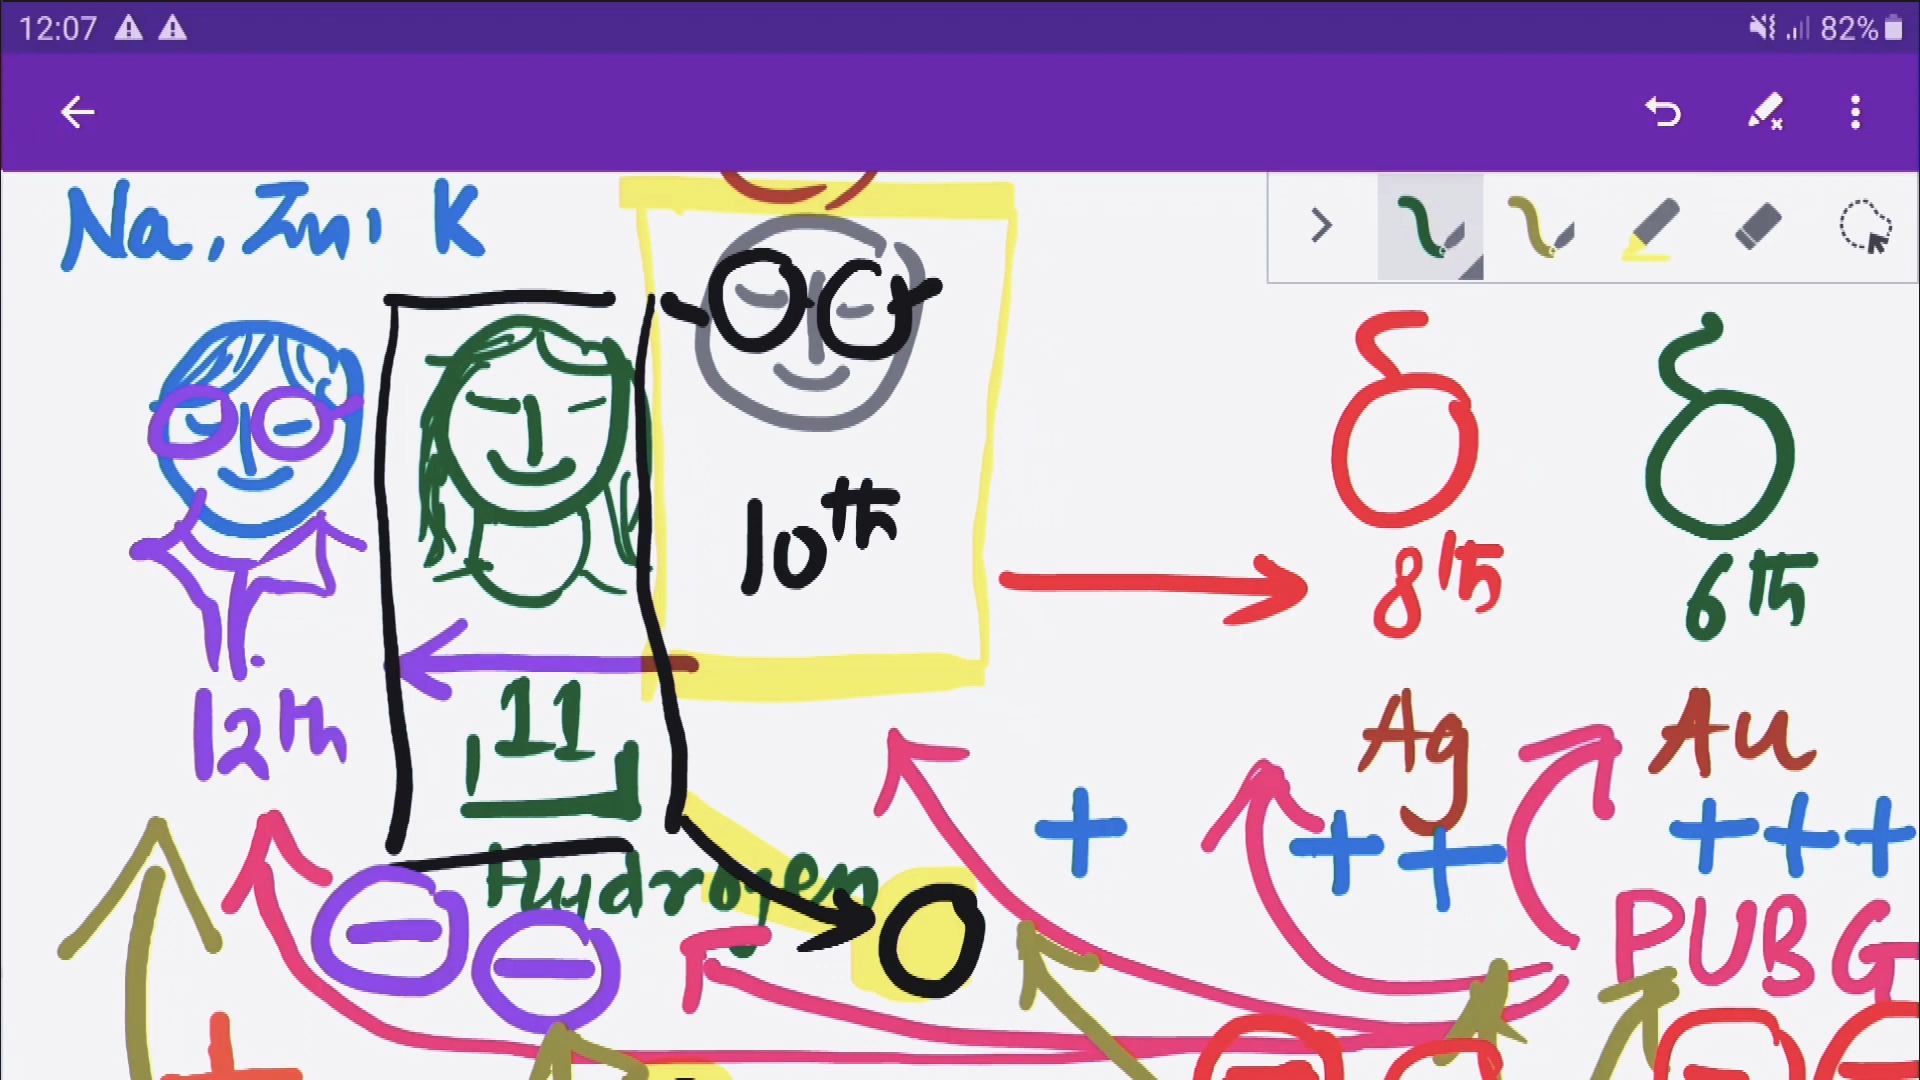 12:07
82%
Na, Zn, K
10th
8th
6th
12th
11
Ag
Au
+
++
+++
Hydrogen
O
PUBG